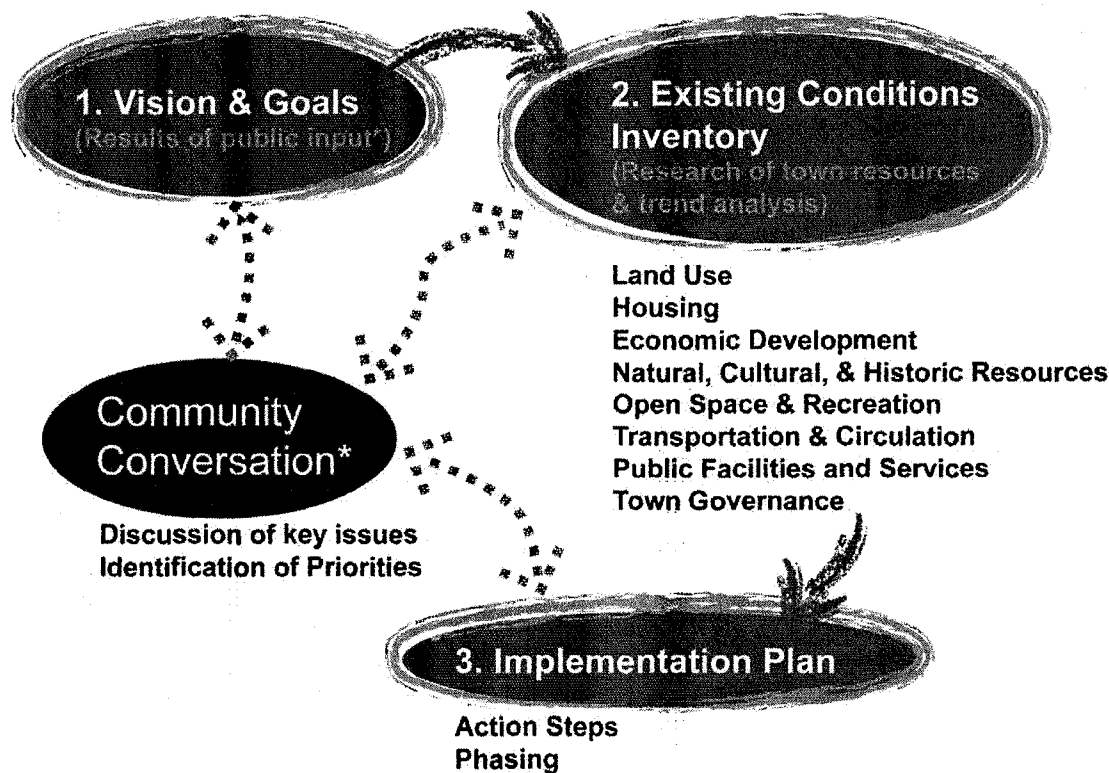 1. Vision & Goals
(Results of public input*)
2. Existing Conditions
Inventory
(Research of town resources
& trend analysis)
Land Use
Housing
Economic Development
Natural, Cultural, & Historic Resources
Open Space & Recreation
Transportation & Circulation
Public Facilities and Services
Town Governance
Community
Conversation*
Discussion of key issues
Identification of Priorities
3. Implementation Plan
Action Steps
Phasing